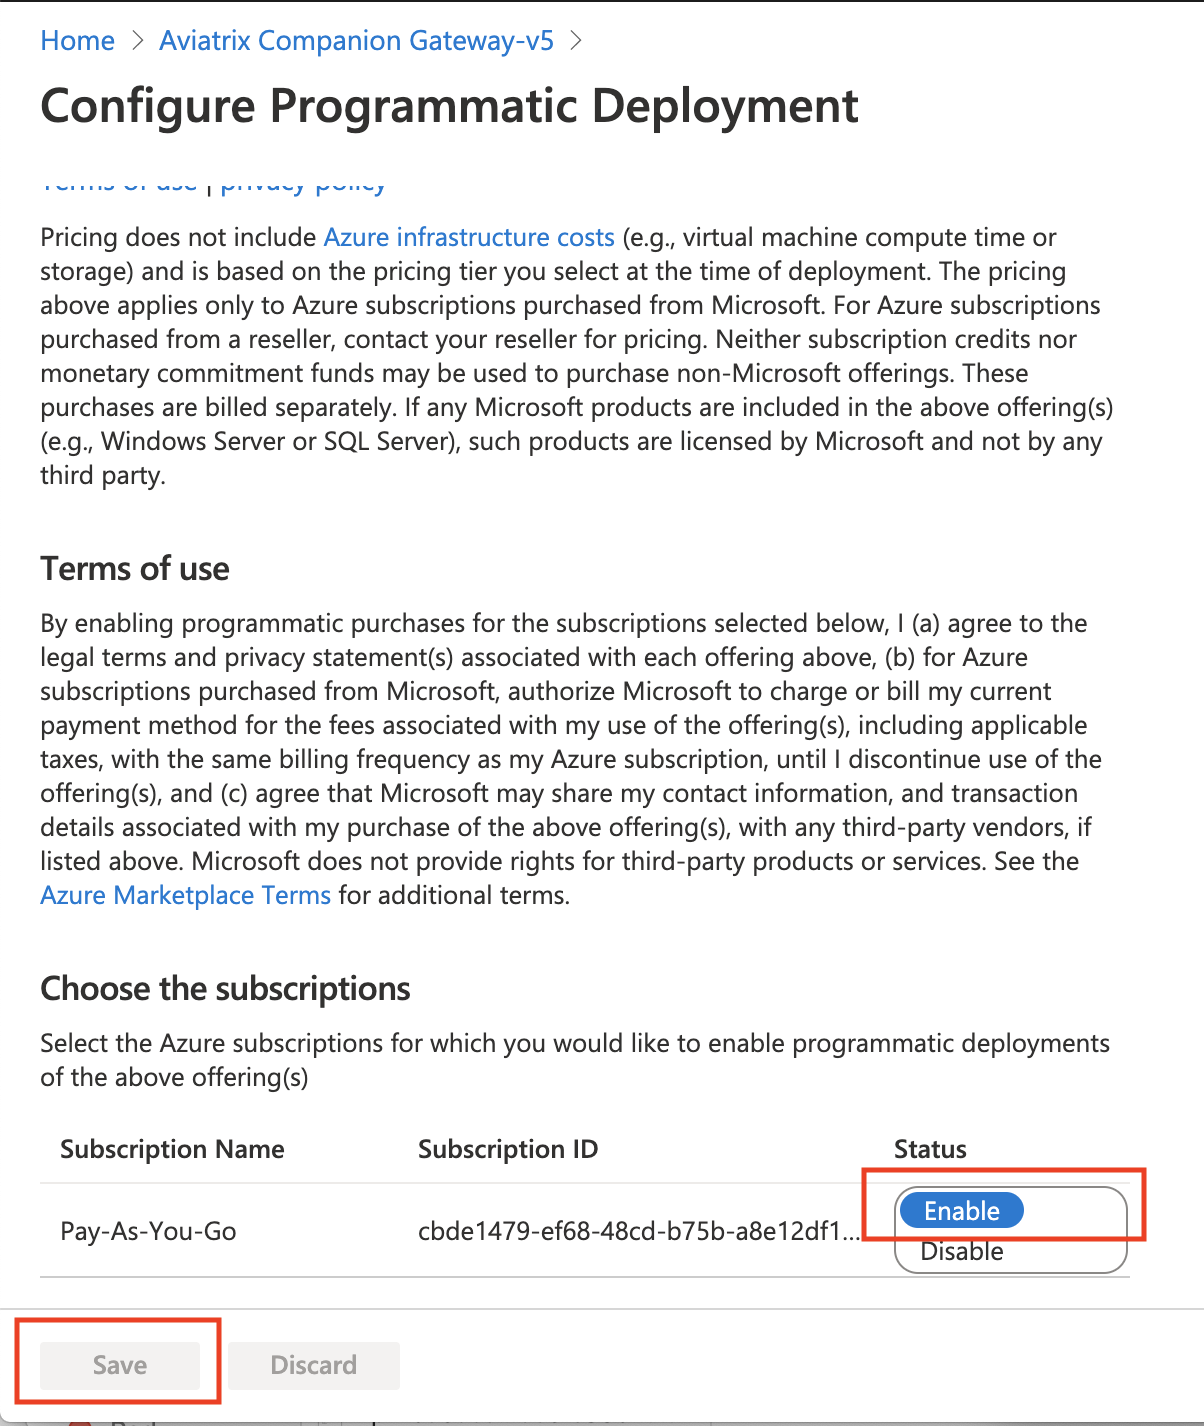 Home > Aviatrix Companion Gateway-v5 >
Configure Programmatic Deployment
Terms of use | privacy policy
Pricing does not include Azure infrastructure costs (e.g., virtual machine compute time or
storage) and is based on the pricing tier you select at the time of deployment. The pricing
above applies only to Azure subscriptions purchased from Microsoft. For Azure subscriptions
purchased from a reseller, contact your reseller for pricing. Neither subscription credits nor
monetary commitment funds may be used to purchase non-Microsoft offerings. These
purchases are billed separately. If any Microsoft products are included in the above offering(s)
(e.g., Windows Server or SQL Server), such products are licensed by Microsoft and not by any
third party.
Terms of use
By enabling programmatic purchases for the subscriptions selected below, I (a) agree to the
legal terms and privacy statement(s) associated with each offering above, (b) for Azure
subscriptions purchased from Microsoft, authorize Microsoft to charge or bill my current
payment method for the fees associated with my use of the offering(s), including applicable
taxes, with the same billing frequency as my Azure subscription, until I discontinue use of the
offering(s), and (c) agree that Microsoft may share my contact information, and transaction
details associated with my purchase of the above offering(s), with any third-party vendors, if
listed above. Microsoft does not provide rights for third-party products or services. See the
Azure Marketplace Terms for additional terms.
Choose the subscriptions
Select the Azure subscriptions for which you would like to enable programmatic deployments
of the above offering(s)
Subscription Name Subscription ID Status
Pay-As-You-Go cbde1479-ef68-48cd-b75b-a8e12df1... Enable
Disable
Save Discard